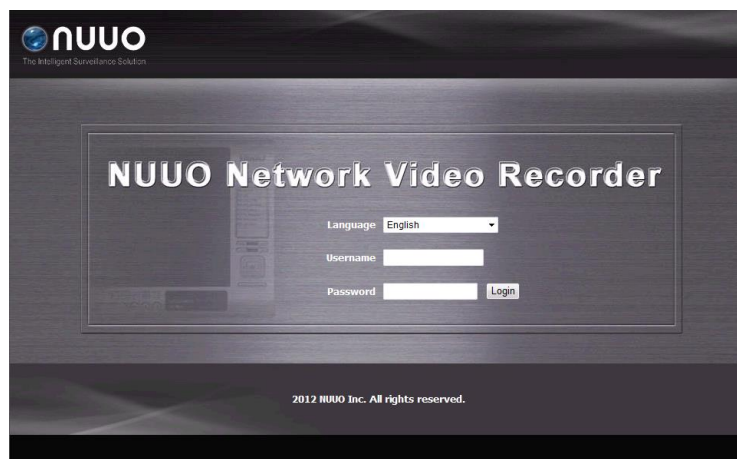 nuuo
The Intelligent Surveillance Solution
NUUO Network Video Recorder
Language English
Username
Password Login
2012 NUUO Inc. All rights reserved.